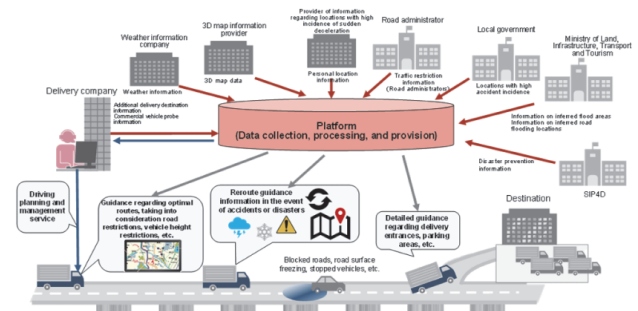 Provider of information
regarding locations with high
incidence of sudden
deceleration
3D map information
provider
Weather information
company
Road administrator
Local government
Ministry of Land,
Infrastructure, Transport
and Tourism
Delivery company
Weather information
3D map data
Personal location
information
Traffic restriction
information
(Road administrators)
Locations with high
accident incidence
Additional delivery destination
information
Commercial vehicle probe
information
Platform
(Data collection, processing, and provision)
Information on inferred flood areas
Information on inferred road
flooding locations
Disaster prevention
information
SIP4D
Driving
planning and
management
service
Guidance regarding optimal
routes, taking into
consideration road
restrictions, vehicle height
restrictions, etc.
Reroute guidance
information in the event
of accidents or disasters
Detailed guidance
regarding delivery
entrances, parking
areas, etc.
Destination
Blocked roads, road surface
freezing, stopped vehicles, etc.